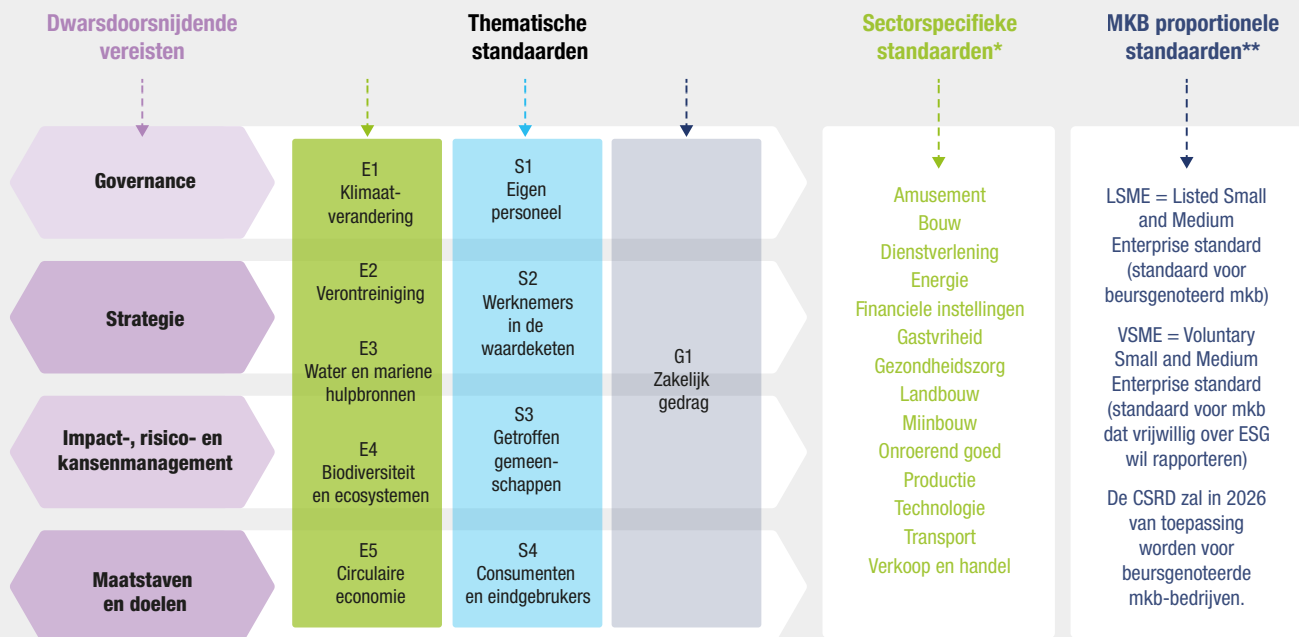 Dwarsdoorsnijdende
vereisten
Thematische
standaarden
Sectorspecifieke
standaarden*
MKB proportionele
standaarden**
Governance
Strategie
Impact-, risico- en
kansenmanagement
Maatstaven
en doelen
E1
Klimaat-
verandering
E2
Verontreiniging
E3
Water en mariene
hulpbronnen
E4
Biodiversiteit
en ecosystemen
E5
Circulaire
economie
S1
Eigen
personeel
S2
Werknemers
in de
waardeketen
S3
Getroffen
gemeen-
schappen
S4
Consumenten
en eindgebrukers
G1
Zakelijk
gedrag
Amusement
Bouw
Dienstverlening
Energie
Financiele instellingen
Gastvriheid
Gezondheidszorg
Landbouw
Miinbouw
Onroerend goed
Productie
Technologie
Transport
Verkoop en handel
LSME = Listed Small
and Medium
Enterprise standard
(standaard voor
beursgenoteerd mkb)
VSME = Voluntary
Small and Medium
Enterprise standard
(standaard voor mkb
dat vrijwillig over ESG
wil rapporteren)
De CSRD zal in 2026
van toepassing
worden voor
beursgenoteerde
mkb-bedrijven.